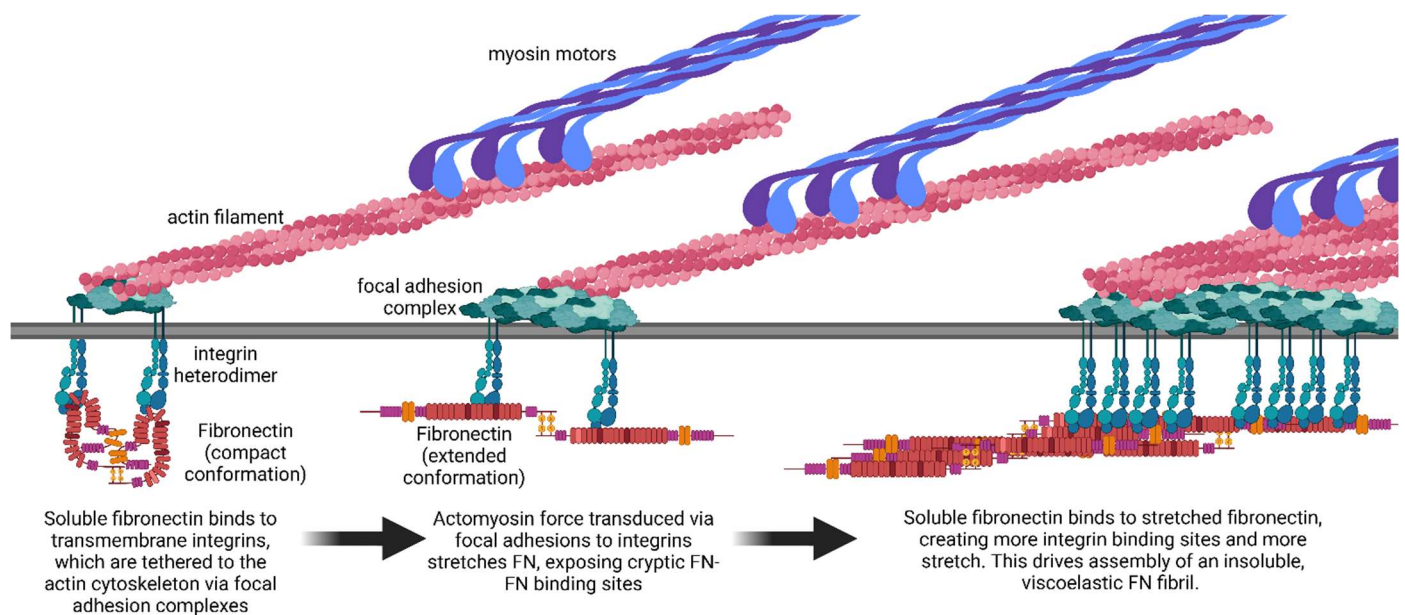 myosin motors
actin filament
focal adhesion
complex
integrin
heterodimer
Fibronectin
(compact
conformation)
Fibronectin
(extended
conformation)
Soluble fibronectin binds to
transmembrane integrins,
which are tethered to the
actin cytoskeleton via focal
adhesion complexes
Actomyosin force transduced via
focal adhesions to integrins
stretches FN, exposing cryptic FN-
FN binding sites
Soluble fibronectin binds to stretched fibronectin,
creating more integrin binding sites and more
stretch. This drives assembly of an insoluble,
viscoelastic FN fibril.